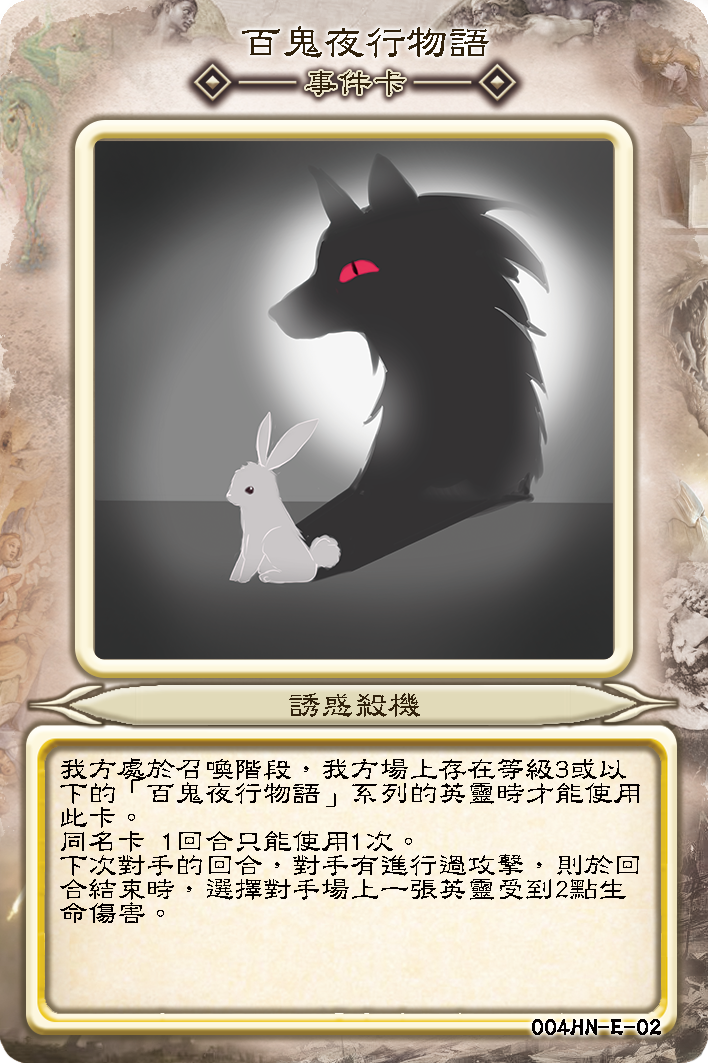 百鬼夜行物語
事件卡
誘惑殺機
我方處於召喚階段，我方場上存在等級3或以
下的「百鬼夜行物語」系列的英靈時才能使用
此卡。
同名卡 1回合只能使用1次。
下次對手的回合，對手有進行過攻擊，則於回
合結束時，選擇對手場上一張英靈受到2點生
命傷害。
004HN-E-02